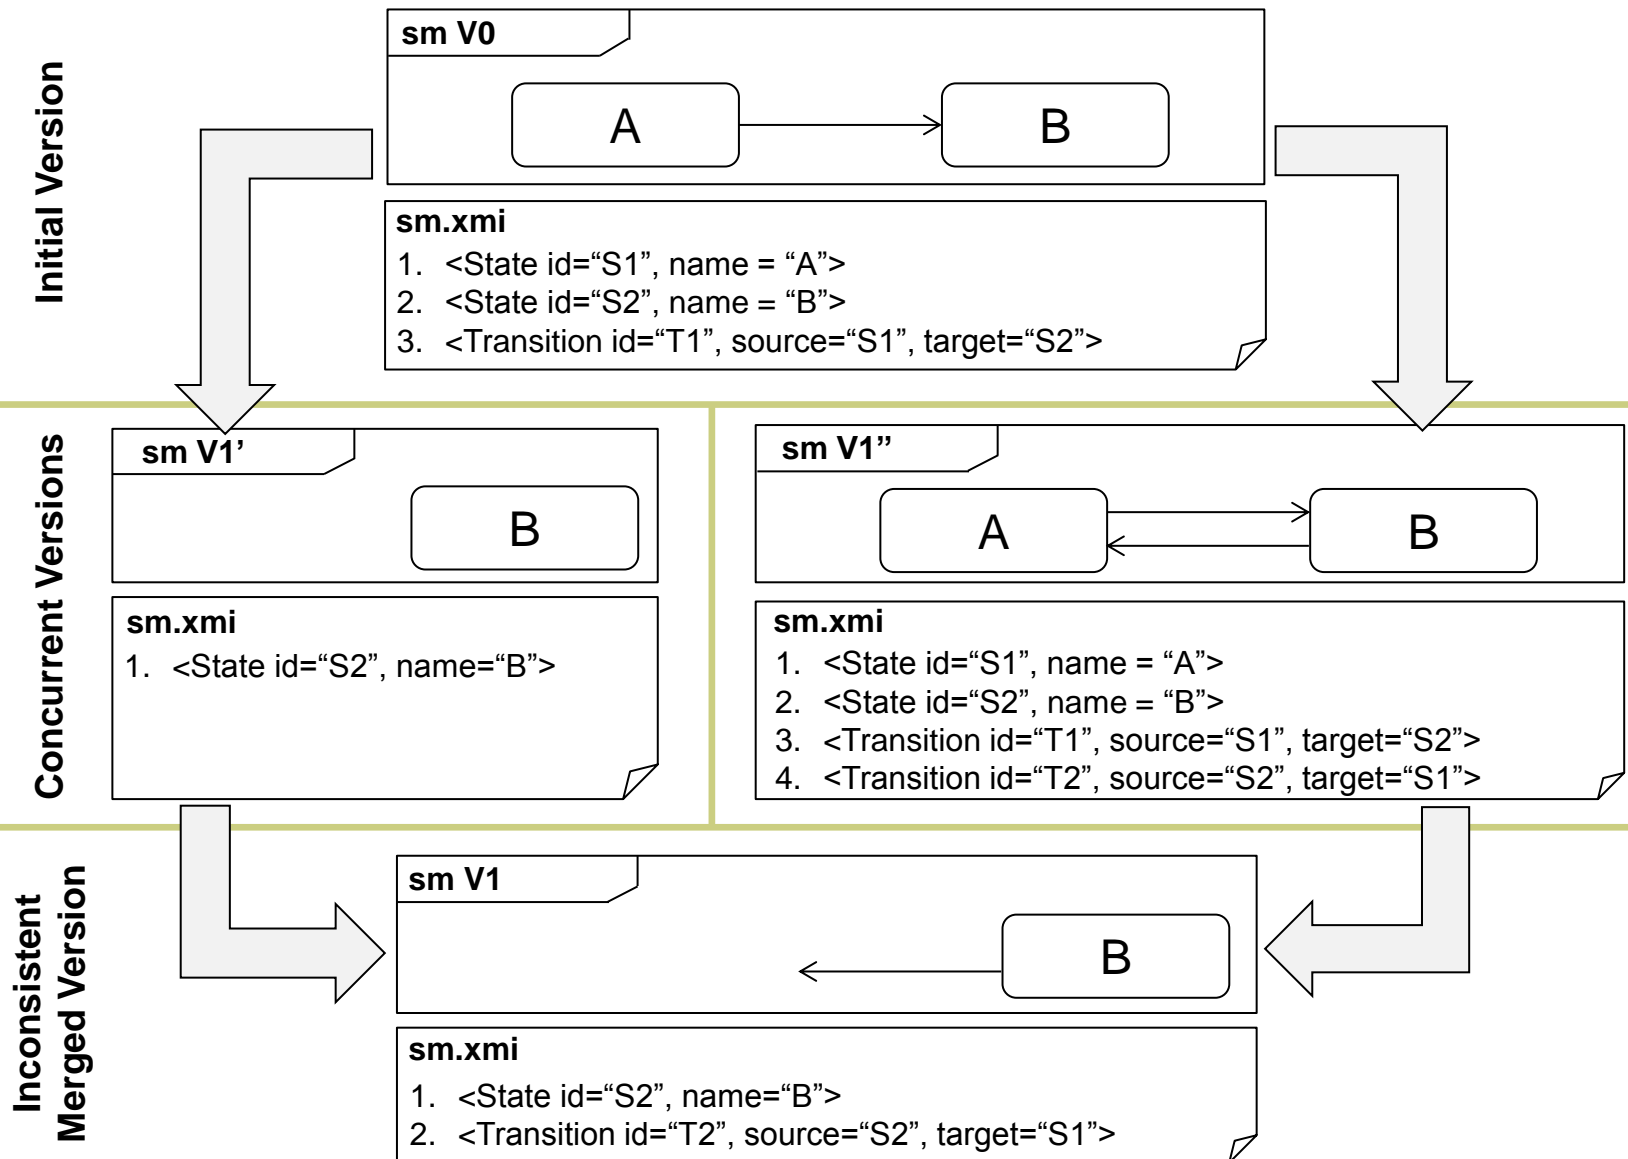 Initial Version
sm V0
A
B
sm.xmi
1. <State id=“S1”, name = “A”>
2. <State id=“S2”, name = “B”>
3. <Transition id=“T1”, source=“S1”, target=“S2”>
Concurrent Versions
sm V1’
B
sm.xmi
1. <State id=“S2”, name=“B”>
sm V1”
A
B
sm.xmi
1. <State id=“S1”, name = “A”>
2. <State id=“S2”, name = “B”>
3. <Transition id=“T1”, source=“S1”, target=“S2”>
4. <Transition id=“T2”, source=“S2”, target=“S1”>
Inconsistent
Merged Version
sm V1
B
sm.xmi
1. <State id=“S2”, name=“B”>
2. <Transition id=“T2”, source=“S2”, target=“S1”>